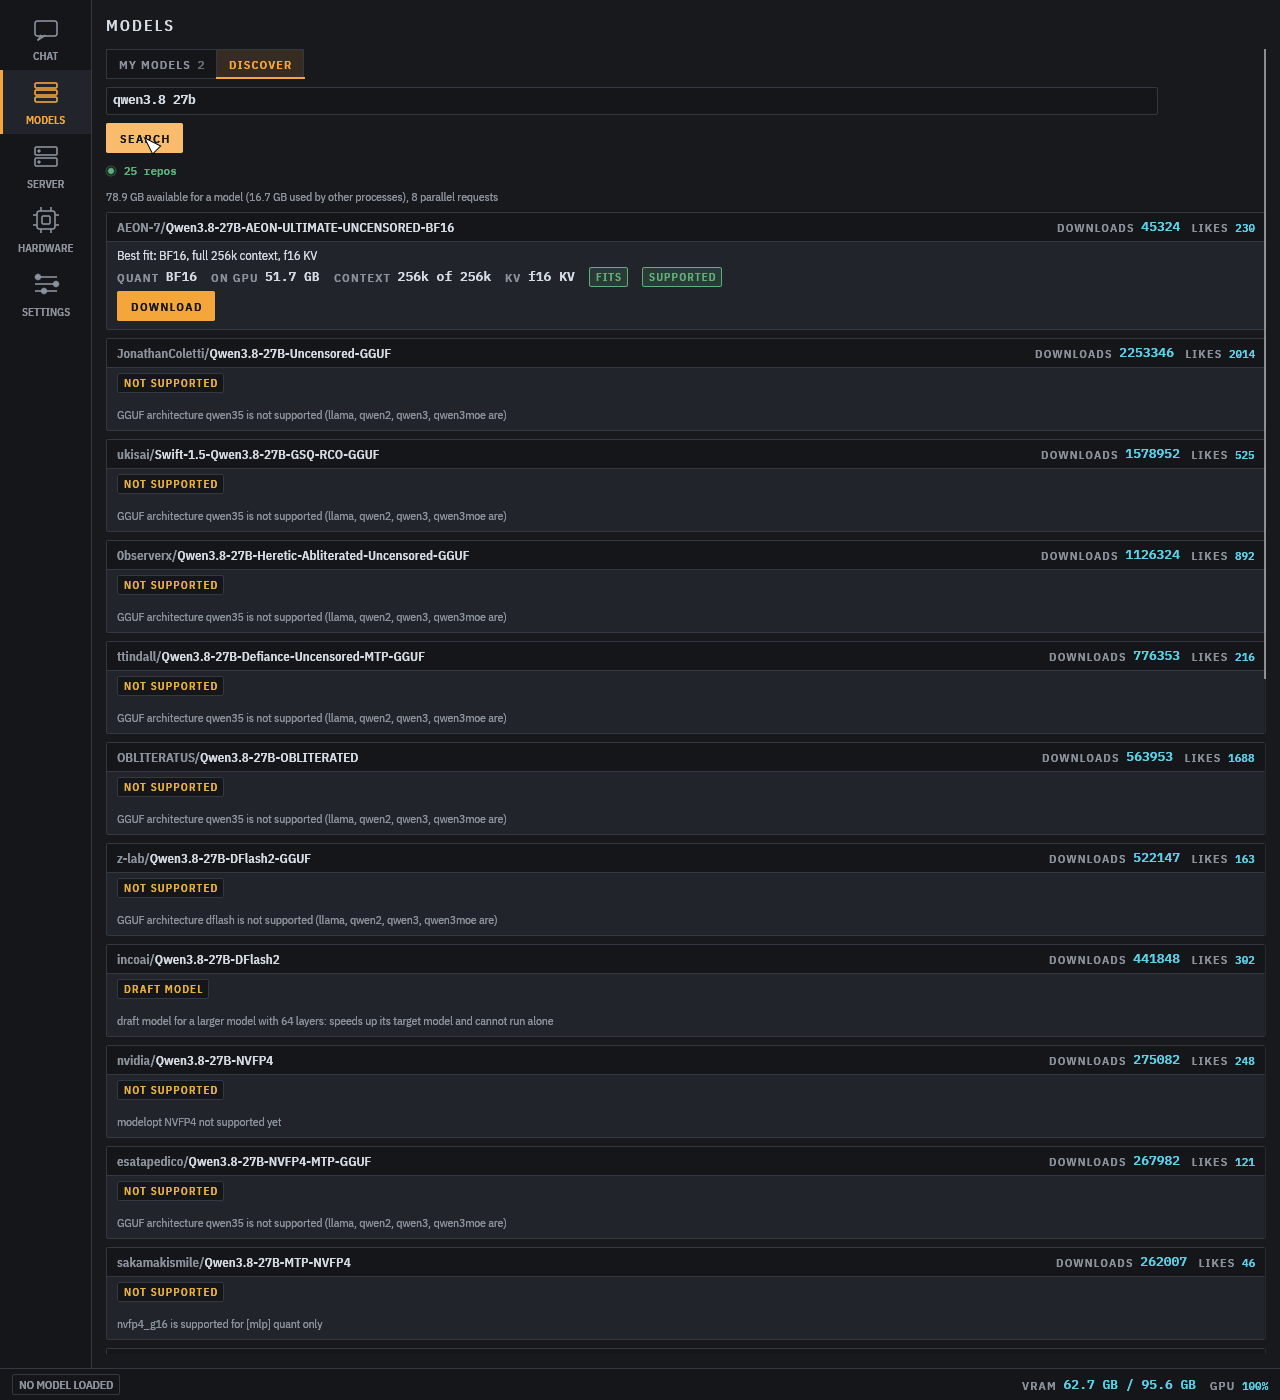 MODELS
CHAT
MODELS
SERVER
HARDWARE
SETTINGS
MY MODELS 2
DISCOVER
qwen3.8 27b
SEARCH
25 repos
78.9 GB available for a model (16.7 GB used by other processes), 8 parallel requests
AEON-7/Qwen3.8-27B-AEON-ULTIMATE-UNCENSORED-BF16 DOWNLOADS 45324 LIKES 230
Best fit: BF16, full 256k context, f16 KV
QUANT BF16 ON GPU 51.7 GB CONTEXT 256k of 256k KV f16 KV FITS SUPPORTED
DOWNLOAD
JonathanColetti/Qwen3.8-27B-Uncensored-GGUF DOWNLOADS 2253346 LIKES 2014
NOT SUPPORTED
GGUF architecture qwen35 is not supported (llama, qwen2, qwen3, qwen3moe are)
ukisai/Swift-1.5-Qwen3.8-27B-GSQ-RCO-GGUF DOWNLOADS 1578952 LIKES 525
NOT SUPPORTED
GGUF architecture qwen35 is not supported (llama, qwen2, qwen3, qwen3moe are)
0bserverx/Qwen3.8-27B-Heretic-Abliterated-Uncensored-GGUF DOWNLOADS 1126324 LIKES 892
NOT SUPPORTED
GGUF architecture qwen35 is not supported (llama, qwen2, qwen3, qwen3moe are)
ttindall/Qwen3.8-27B-Defiance-Uncensored-MTP-GGUF DOWNLOADS 776353 LIKES 216
NOT SUPPORTED
GGUF architecture qwen35 is not supported (llama, qwen2, qwen3, qwen3moe are)
OBLITERATUS/Qwen3.8-27B-OBLITERATED DOWNLOADS 563953 LIKES 1688
NOT SUPPORTED
GGUF architecture qwen35 is not supported (llama, qwen2, qwen3, qwen3moe are)
z-lab/Qwen3.8-27B-DFlash2-GGUF DOWNLOADS 522147 LIKES 163
NOT SUPPORTED
GGUF architecture dflash is not supported (llama, qwen2, qwen3, qwen3moe are)
incoai/Qwen3.8-27B-DFlash2 DOWNLOADS 441848 LIKES 302
DRAFT MODEL
draft model for a larger model with 64 layers: speeds up its target model and cannot run alone
nvidia/Qwen3.8-27B-NVFP4 DOWNLOADS 275082 LIKES 248
NOT SUPPORTED
modelopt NVFP4 not supported yet
esatapedico/Qwen3.8-27B-NVFP4-MTP-GGUF DOWNLOADS 267982 LIKES 121
NOT SUPPORTED
GGUF architecture qwen35 is not supported (llama, qwen2, qwen3, qwen3moe are)
sakamakismile/Qwen3.8-27B-MTP-NVFP4 DOWNLOADS 262007 LIKES 46
NOT SUPPORTED
nvfp4_g16 is supported for [mlp] quant only
NO MODEL LOADED
VRAM 62.7 GB / 95.6 GB GPU 100%